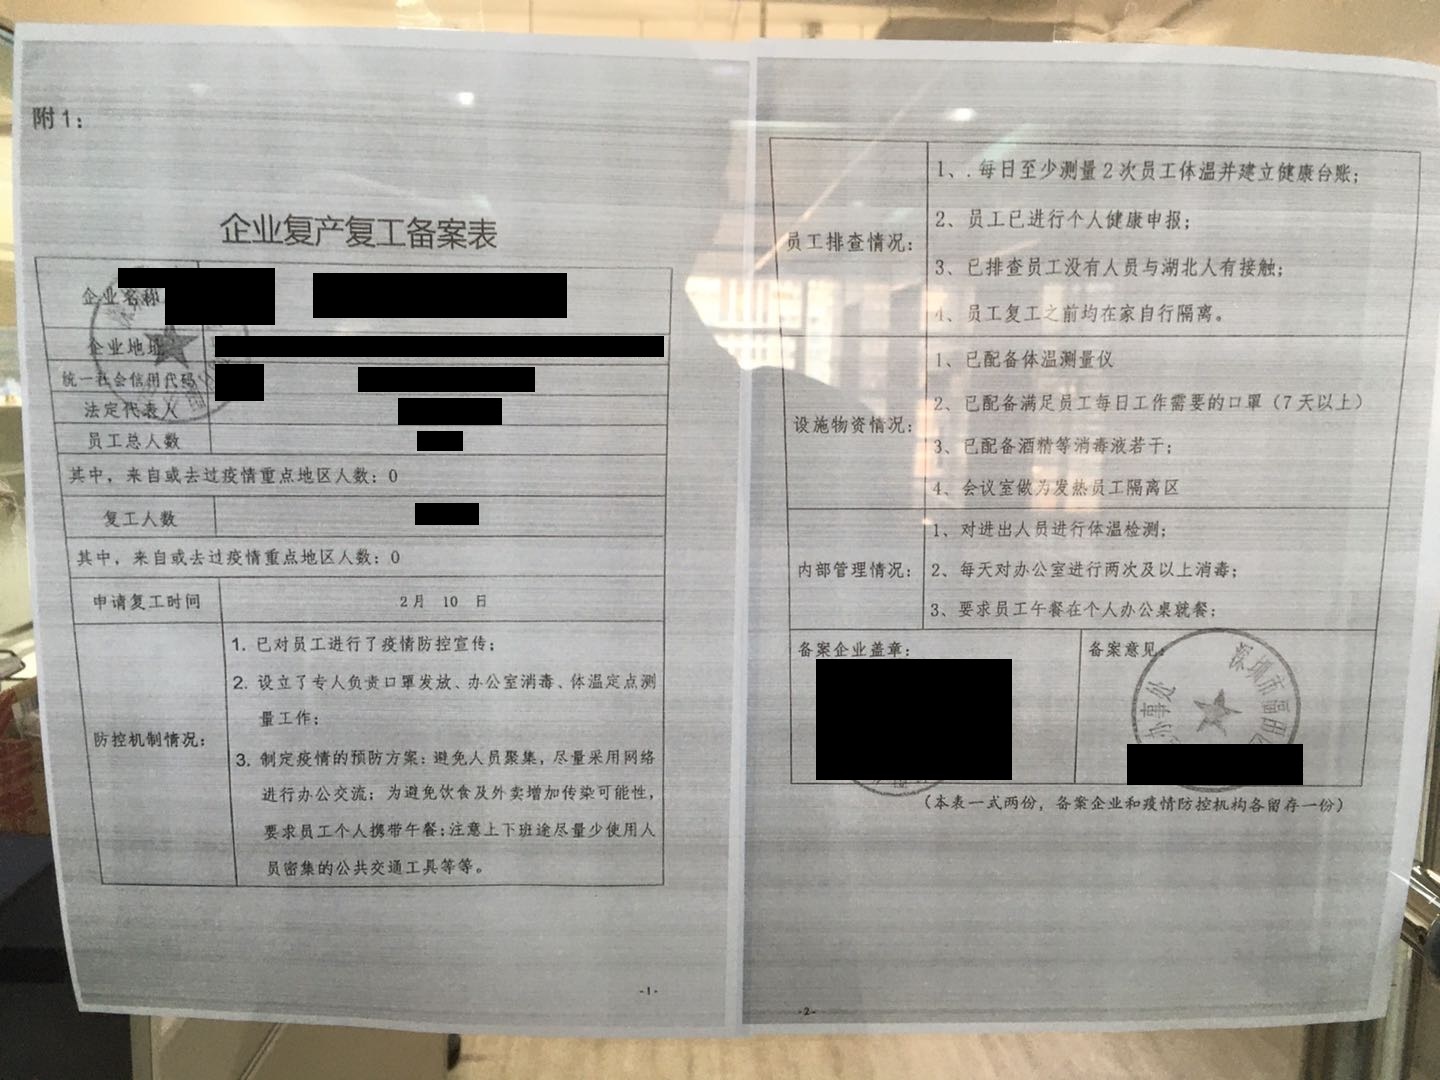 附1：
企业复产复工备案表
企业名称
企业地址
统一社会信用代码
法定代表人
员工总人数
其中，来自或去过疫情重点地区人数：0
复工人数
其中，来自或去过疫情重点地区人数：0
申请复工时间 2月 10 日
防控机制情况：
1. 已对员工进行了疫情防控宣传；
2. 设立了专人负责口罩发放、办公室消毒、体温定点测
量工作；
3. 制定疫情的预防方案：避免人员聚集，尽量采用网络
进行办公交流；为避免饮食及外卖增加传染可能性，
要求员工个人携带午餐；注意上下班途尽量少使用人
员密集的公共交通工具等等。
-1-
员工排查情况：
1、.每日至少测量2次员工体温并建立健康台账；
2、员工已进行个人健康申报；
3、已排查员工没有人员与湖北人有接触；
4、员工复工之前均在家自行隔离。
设施物资情况：
1、已配备体温测量仪
2、已配备满足员工每日工作需要的口罩（7天以上）
3、已配备酒精等消毒液若干；
4、会议室做为发热员工隔离区
内部管理情况：
1、对进出人员进行体温检测；
2、每天对办公室进行两次及以上消毒；
3、要求员工午餐在个人办公桌就餐；
备案企业盖章：
备案意见：
深圳市福田区
办事处
（本表一式两份，备案企业和疫情防控机构各留存一份）
-2-